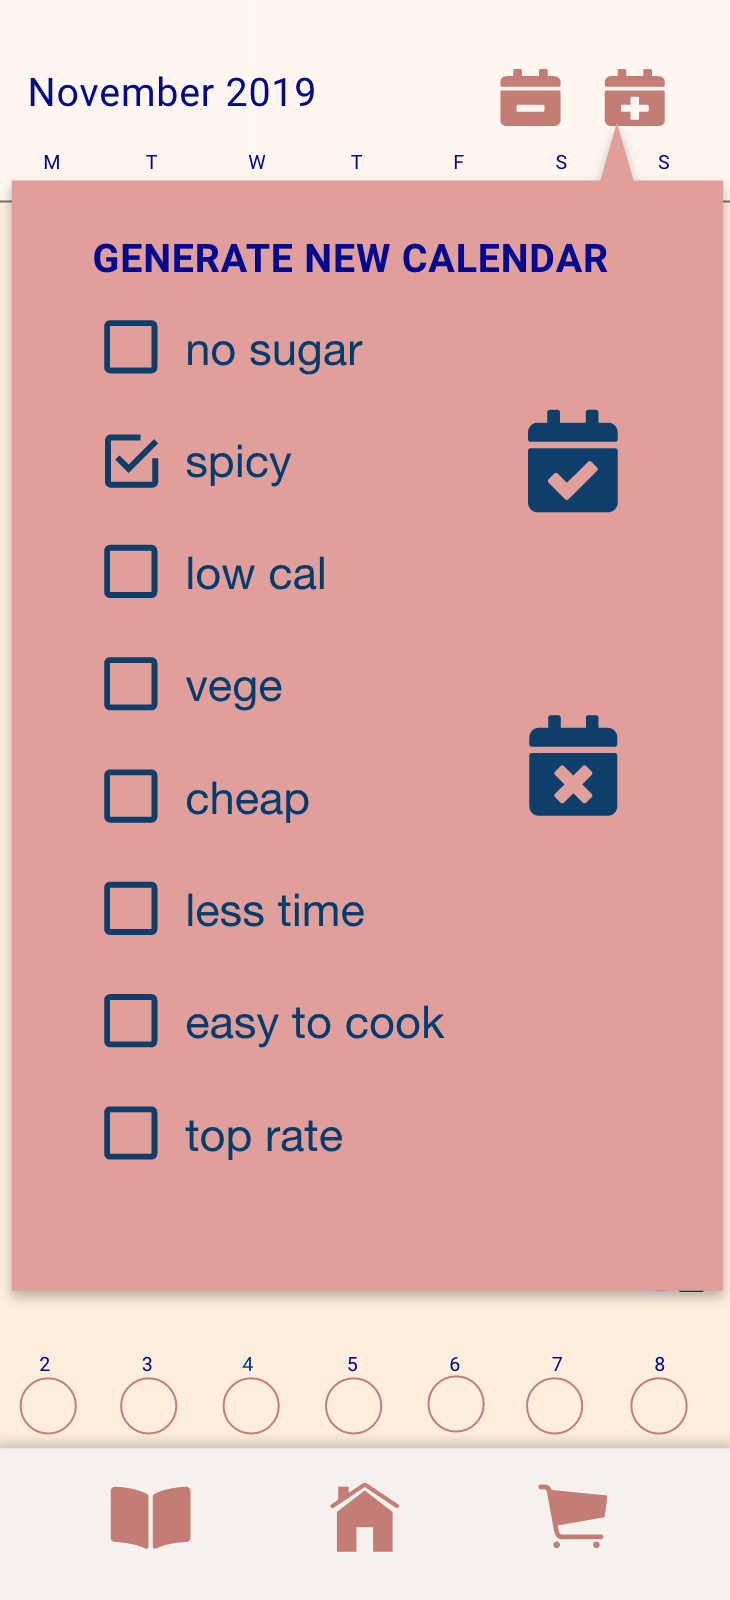 November 2019
M T W T F S S
GENERATE NEW CALENDAR
no sugar
spicy
low cal
vege
cheap
less time
easy to cook
top rate
2 3 4 5 6 7 8